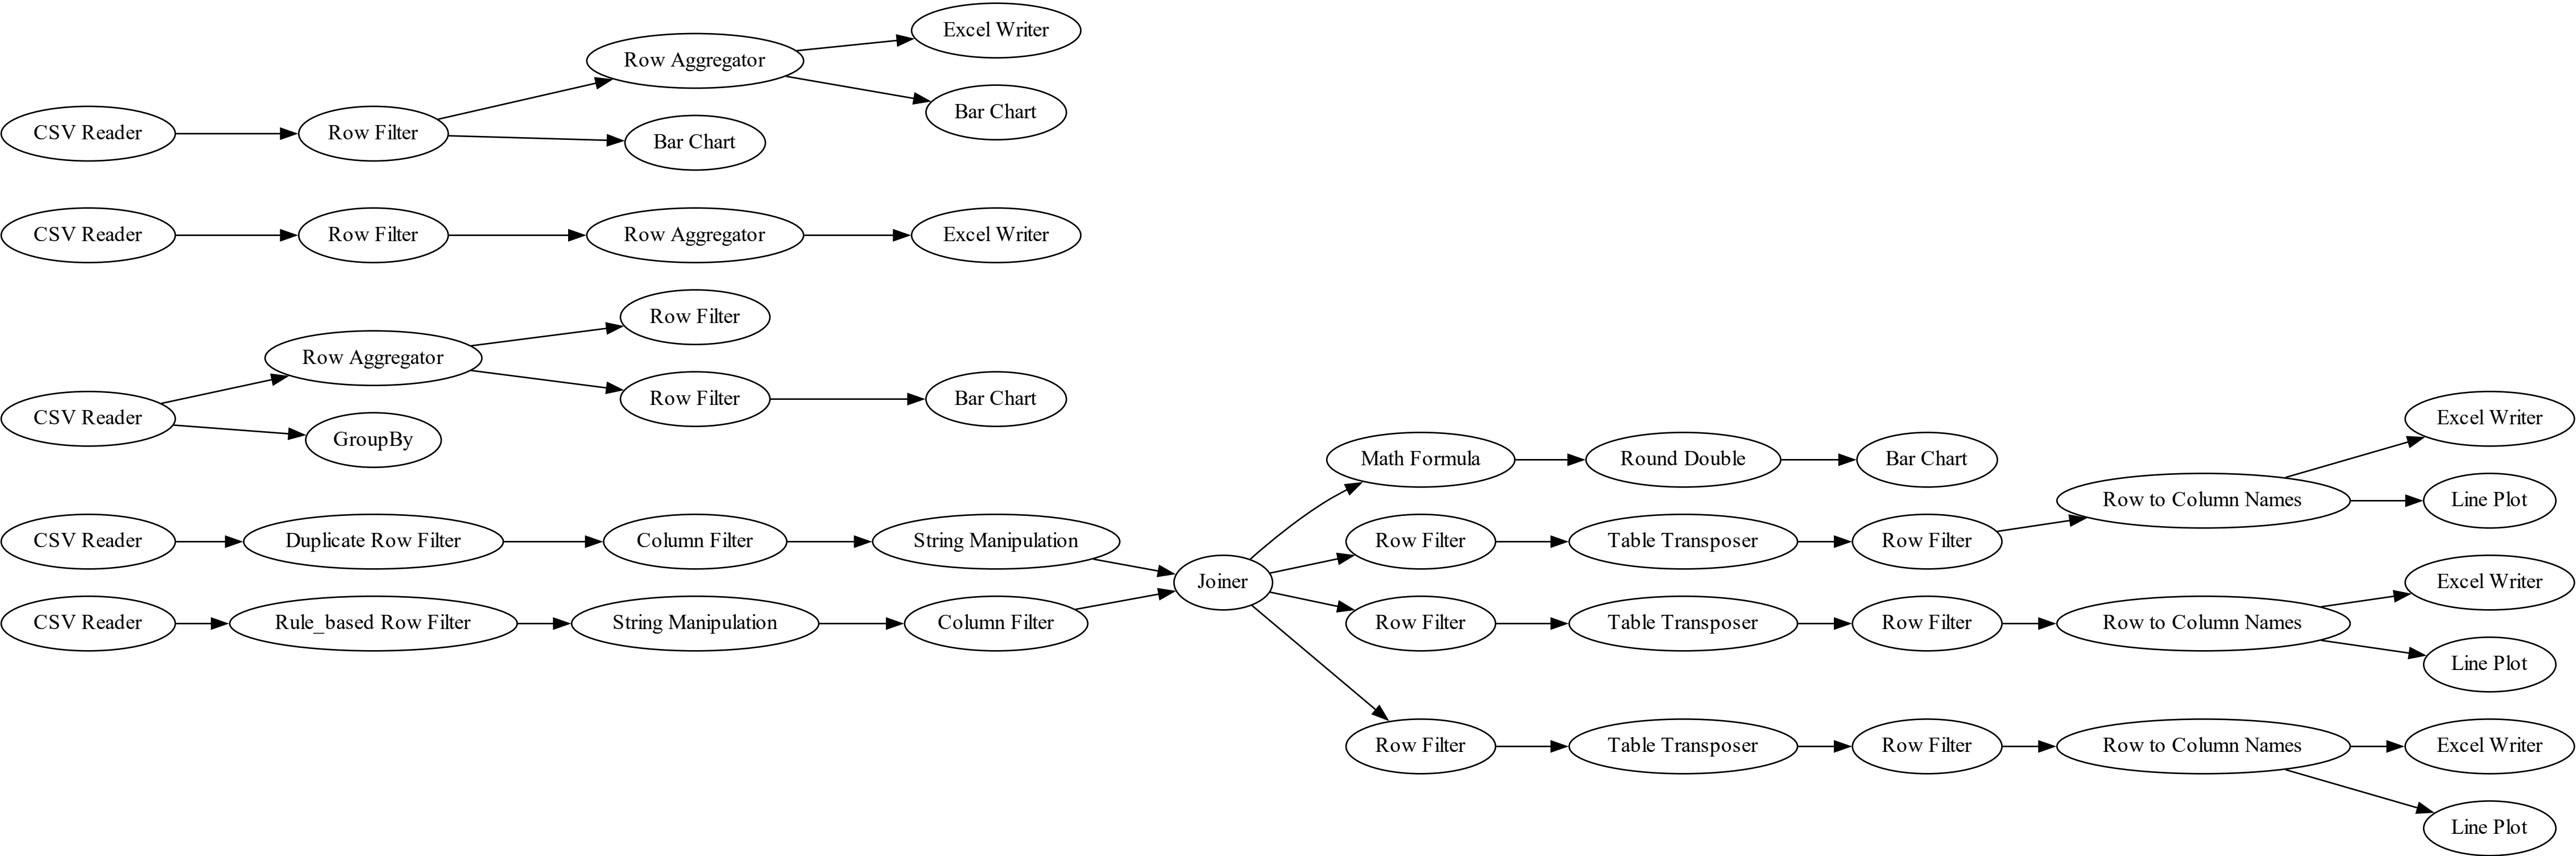 Excel Writer
Row Aggregator
Bar Chart
CSV Reader
Row Filter
Bar Chart
CSV Reader
Row Filter
Row Aggregator
Excel Writer
Row Filter
Row Aggregator
CSV Reader
Row Filter
Bar Chart
GroupBy
CSV Reader
Duplicate Row Filter
Column Filter
String Manipulation
CSV Reader
Rule_based Row Filter
String Manipulation
Column Filter
Joiner
Math Formula
Round Double
Bar Chart
Row Filter
Table Transposer
Row Filter
Row to Column Names
Excel Writer
Line Plot
Row Filter
Table Transposer
Row Filter
Row to Column Names
Excel Writer
Line Plot
Row Filter
Table Transposer
Row Filter
Row to Column Names
Excel Writer
Line Plot